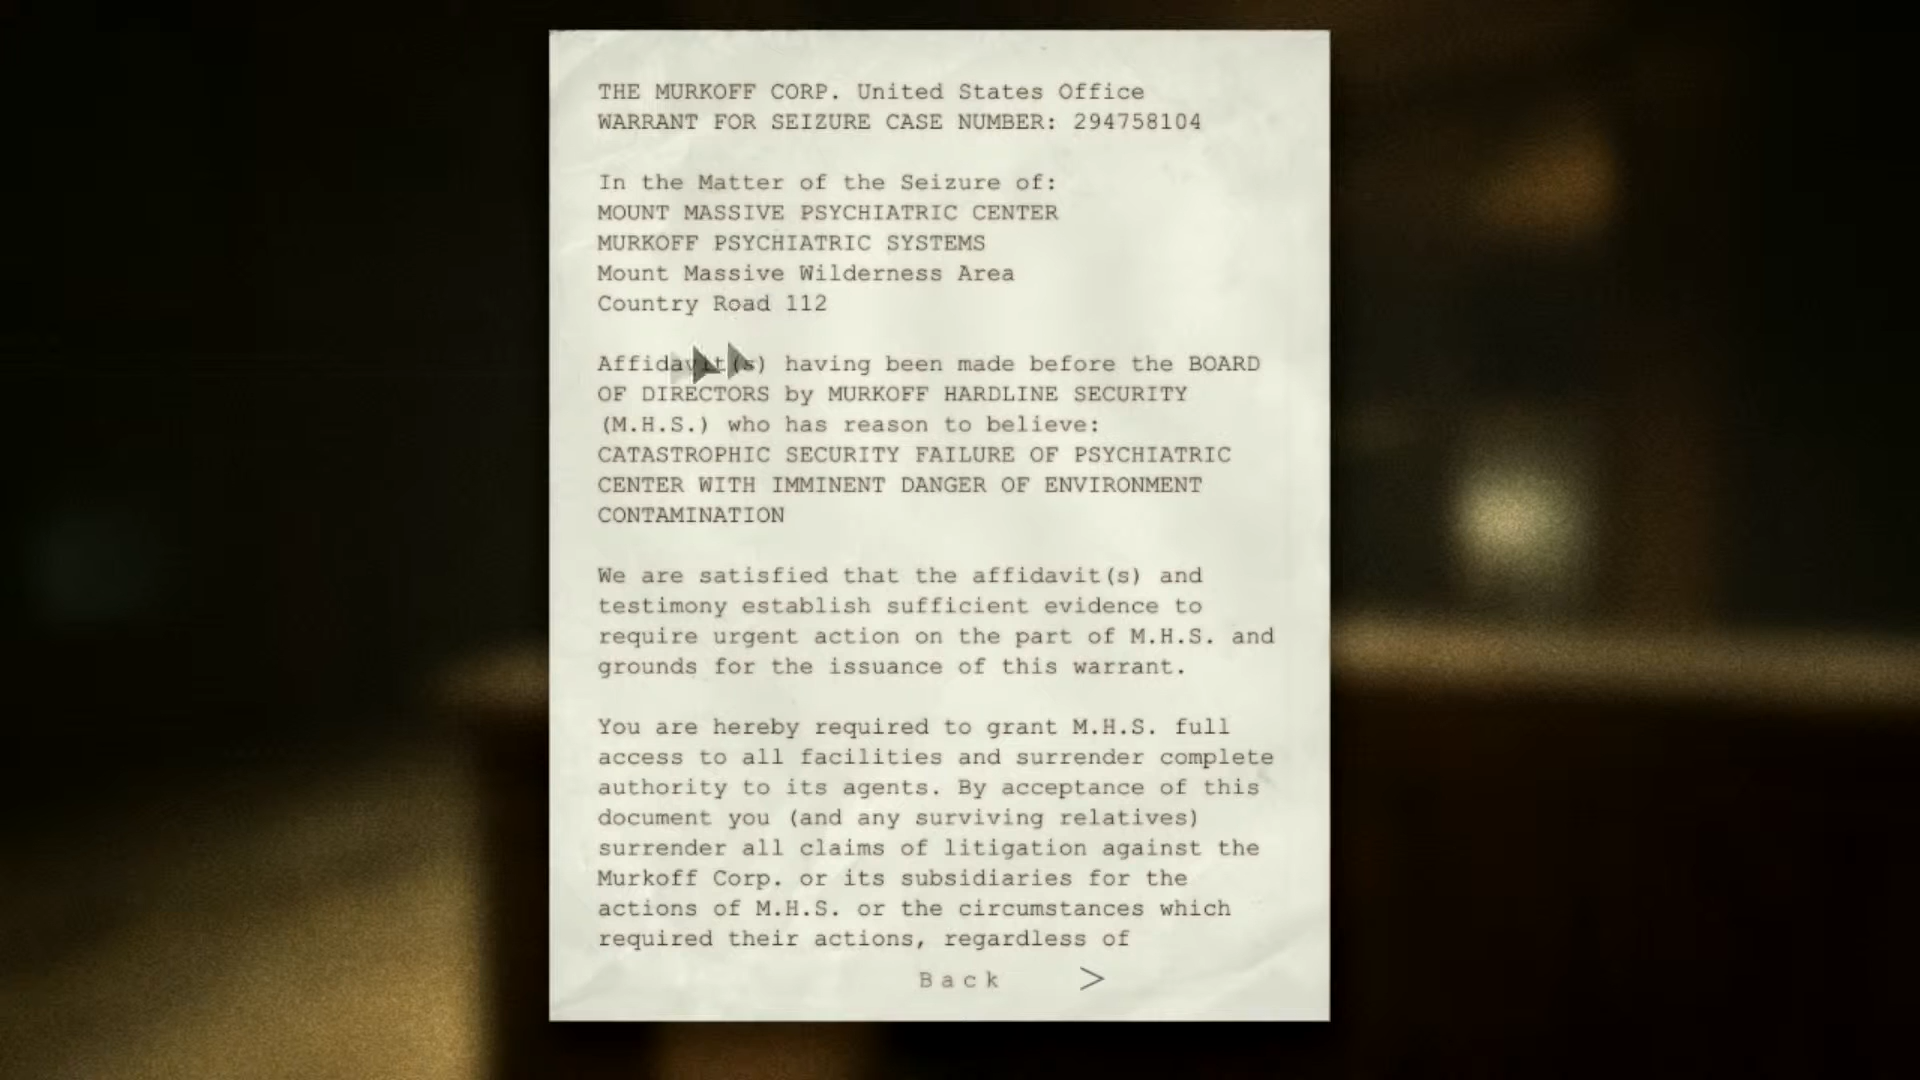 THE MURKOFF CORP. United States Office
WARRANT FOR SEIZURE CASE NUMBER: 294758104
In the Matter of the Seizure of:
MOUNT MASSIVE PSYCHIATRIC CENTER
MURKOFF PSYCHIATRIC SYSTEMS
Mount Massive Wilderness Area
Country Road 112
Affidavit(s) having been made before the BOARD
OF DIRECTORS by MURKOFF HARDLINE SECURITY
(M.H.S.) who has reason to believe:
CATASTROPHIC SECURITY FAILURE OF PSYCHIATRIC
CENTER WITH IMMINENT DANGER OF ENVIRONMENT
CONTAMINATION
We are satisfied that the affidavit(s) and
testimony establish sufficient evidence to
require urgent action on the part of M.H.S. and
grounds for the issuance of this warrant.
You are hereby required to grant M.H.S. full
access to all facilities and surrender complete
authority to its agents. By acceptance of this
document you (and any surviving relatives)
surrender all claims of litigation against the
Murkoff Corp. or its subsidiaries for the
actions of M.H.S. or the circumstances which
required their actions, regardless of
Back >